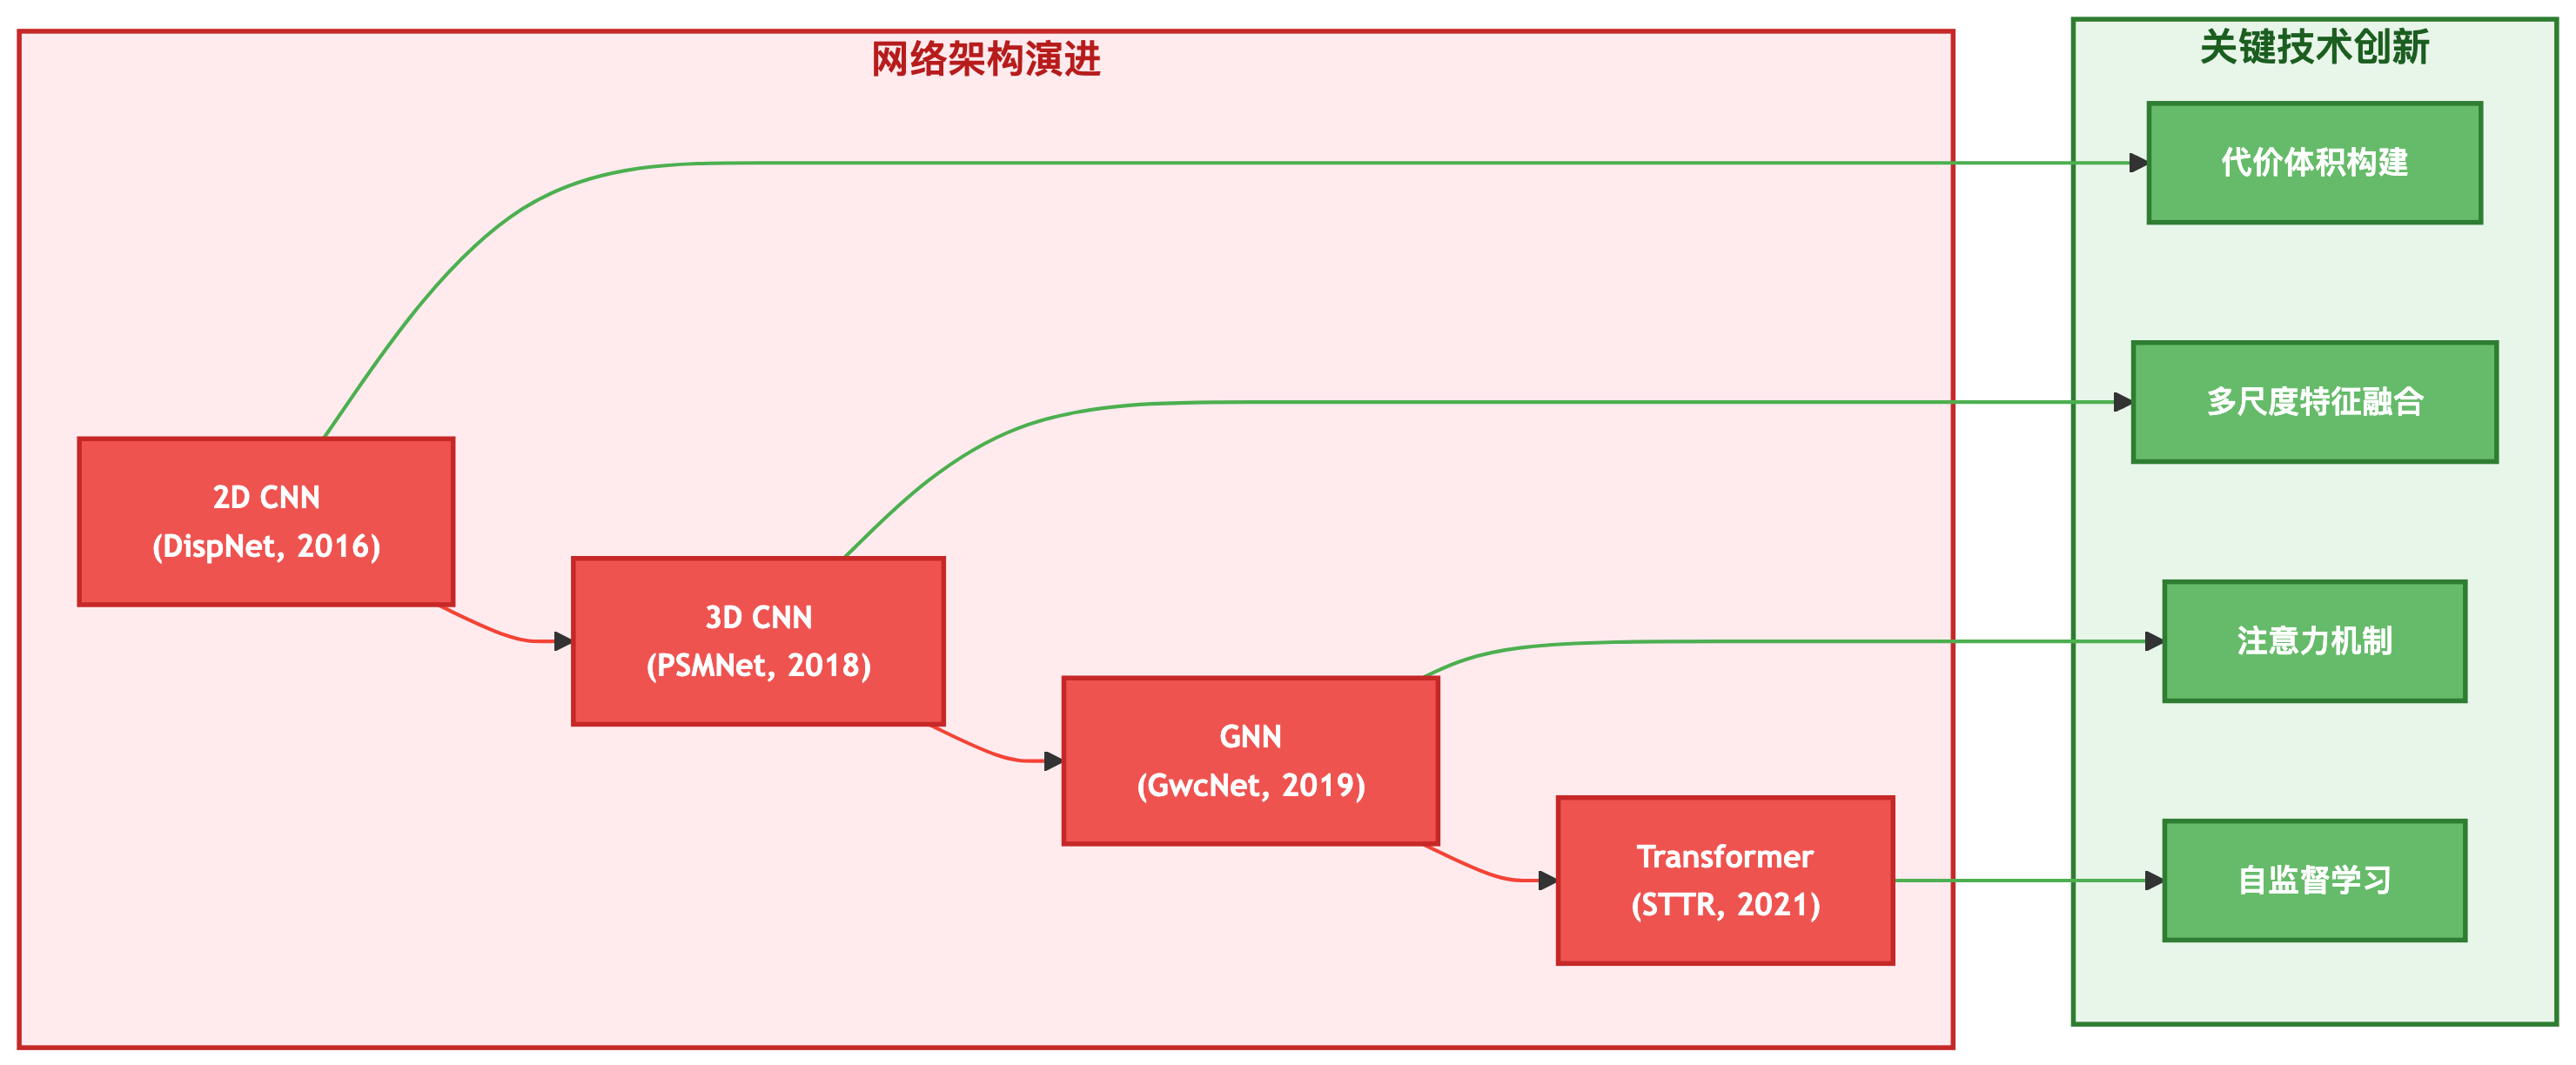 网络架构演进
2D CNN
(DispNet, 2016)
3D CNN
(PSMNet, 2018)
GNN
(GwcNet, 2019)
Transformer
(STTR, 2021)
关键技术创新
代价体积构建
多尺度特征融合
注意力机制
自监督学习